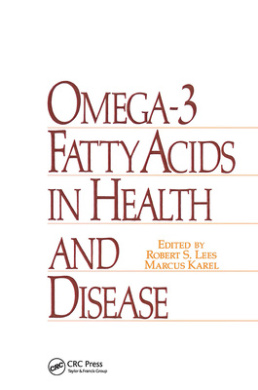 OMEGA-3
FATTY ACIDS
IN HEALTH
AND
DISEASE
EDITED BY
ROBERT S. LEES
MARCUS KAREL
CRC
CRC Press
Taylor & Francis Group